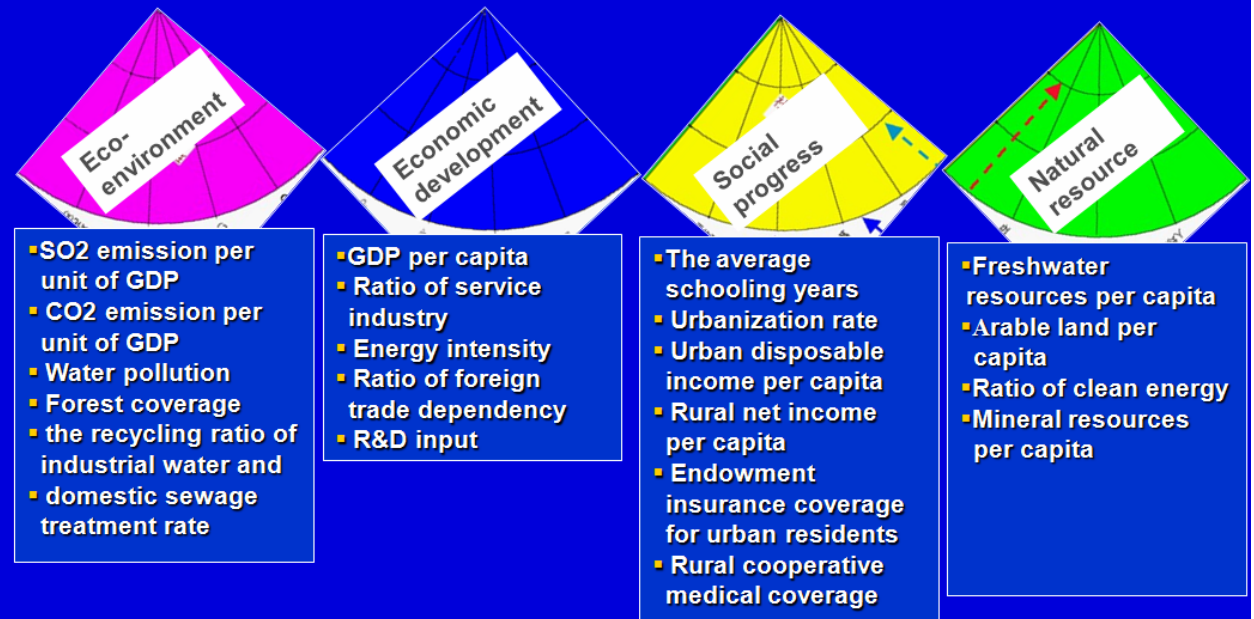 Eco-
environment
▪SO2 emission per
unit of GDP
▪ CO2 emission per
unit of GDP
▪ Water pollution
▪ Forest coverage
▪ the recycling ratio of
industrial water and
▪ domestic sewage
treatment rate
Economic
development
▪GDP per capita
▪ Ratio of service
industry
▪ Energy intensity
▪ Ratio of foreign
trade dependency
▪ R&D input
Social
progress
▪The average
schooling years
▪ Urbanization rate
▪ Urban disposable
income per capita
▪ Rural net income
per capita
▪ Endowment
insurance coverage
for urban residents
▪ Rural cooperative
medical coverage
Natural
resource
▪Freshwater
resources per capita
▪Arable land per
capita
▪Ratio of clean energy
▪Mineral resources
per capita